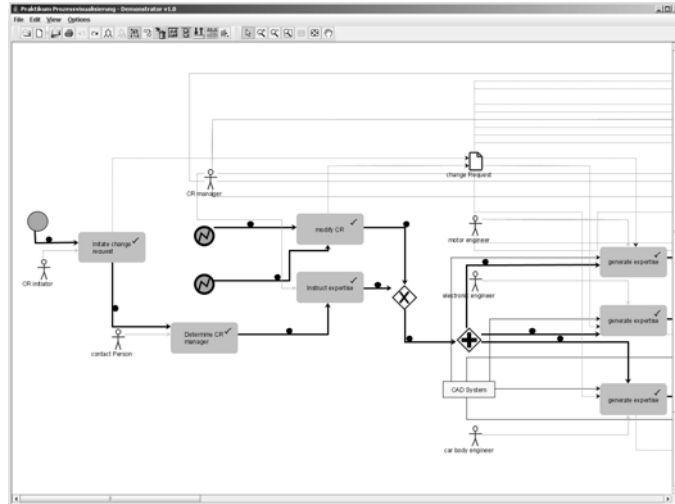 Praktikum Prozessvisualisierung - Demonstrator v1.0
File Edit View Options
CR manager
change Request
modify CR
motor engineer
Initate change
request
generate expertise
CR initiator
Instruct expertise
electronic engineer
generate expertise
Determine CR
manager
contact Person
CAD System
generate expertise
car body engineer